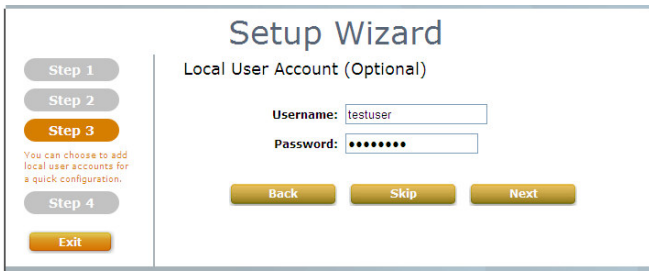 Setup Wizard
Step 1
Step 2
Step 3
You can choose to add
local user accounts for
a quick configuration.
Step 4
Exit
Local User Account (Optional)
Username: testuser
Password: ••••••••
Back Skip Next